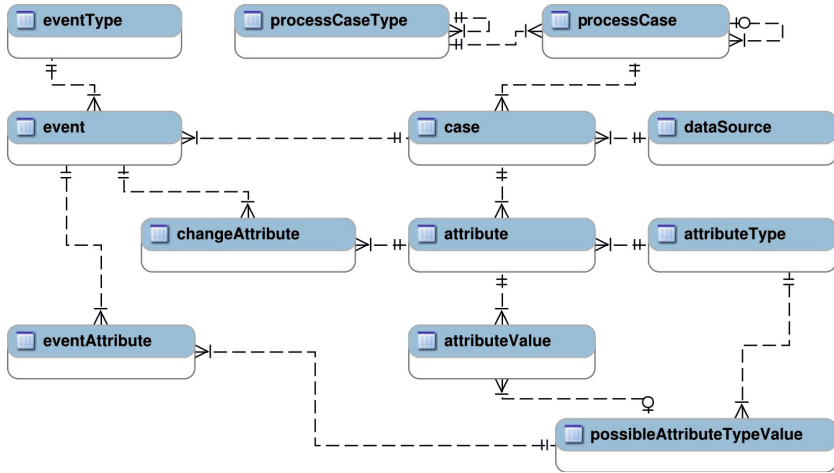 eventType
processCaseType
processCase
event
case
dataSource
changeAttribute
attribute
attributeType
eventAttribute
attributeValue
possibleAttributeTypeValue